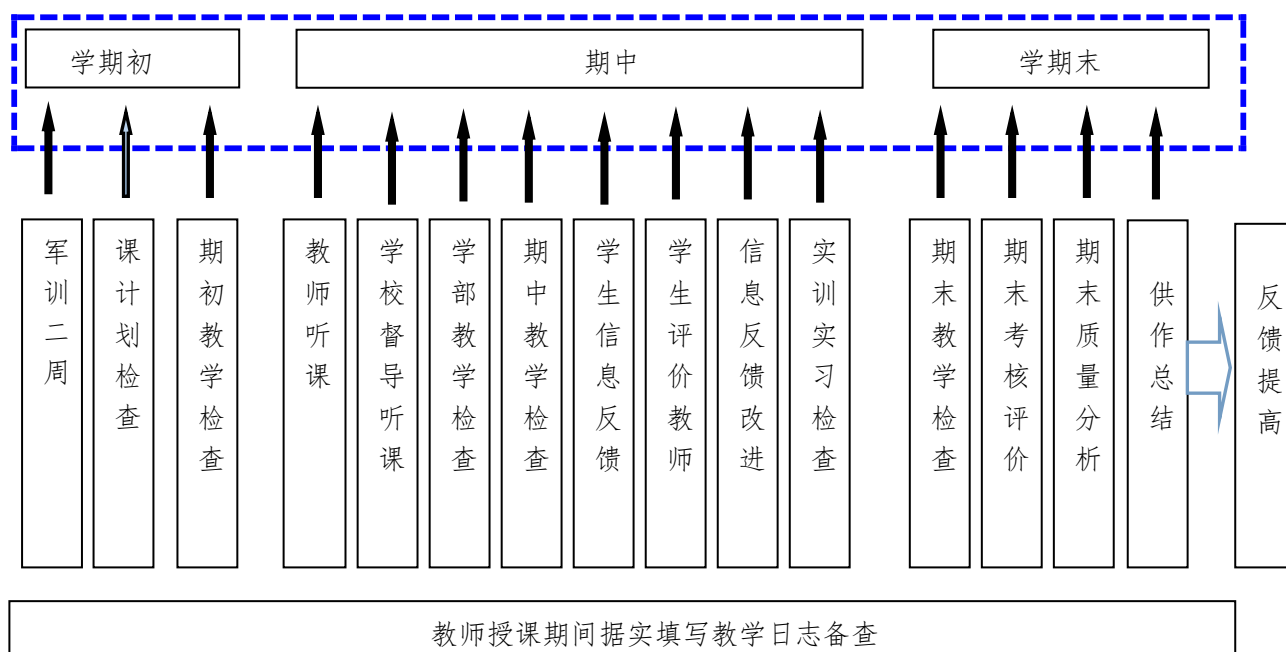 学期初
期中
学期末
军训二周
课计划检查
期初教学检查
教师听课
学校督导听课
学部教学检查
期中教学检查
学生信息反馈
学生评价教师
信息反馈改进
实训实习检查
期末教学检查
期末考核评价
期末质量分析
供作总结
反馈提高
教师授课期间据实填写教学日志备查